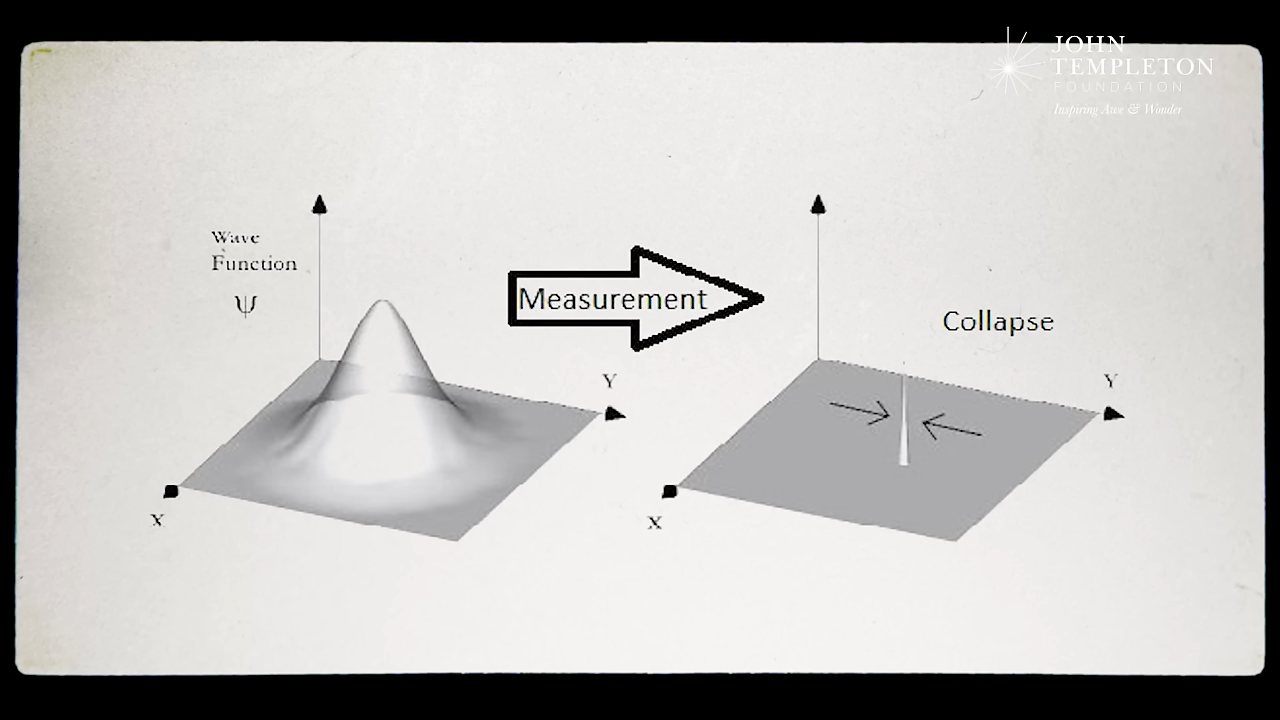 JOHN
TEMPLETON
FOUNDATION
Inspiring Awe & Wonder
Wave
Function
ψ
Measurement
Collapse
Y
X
Y
X